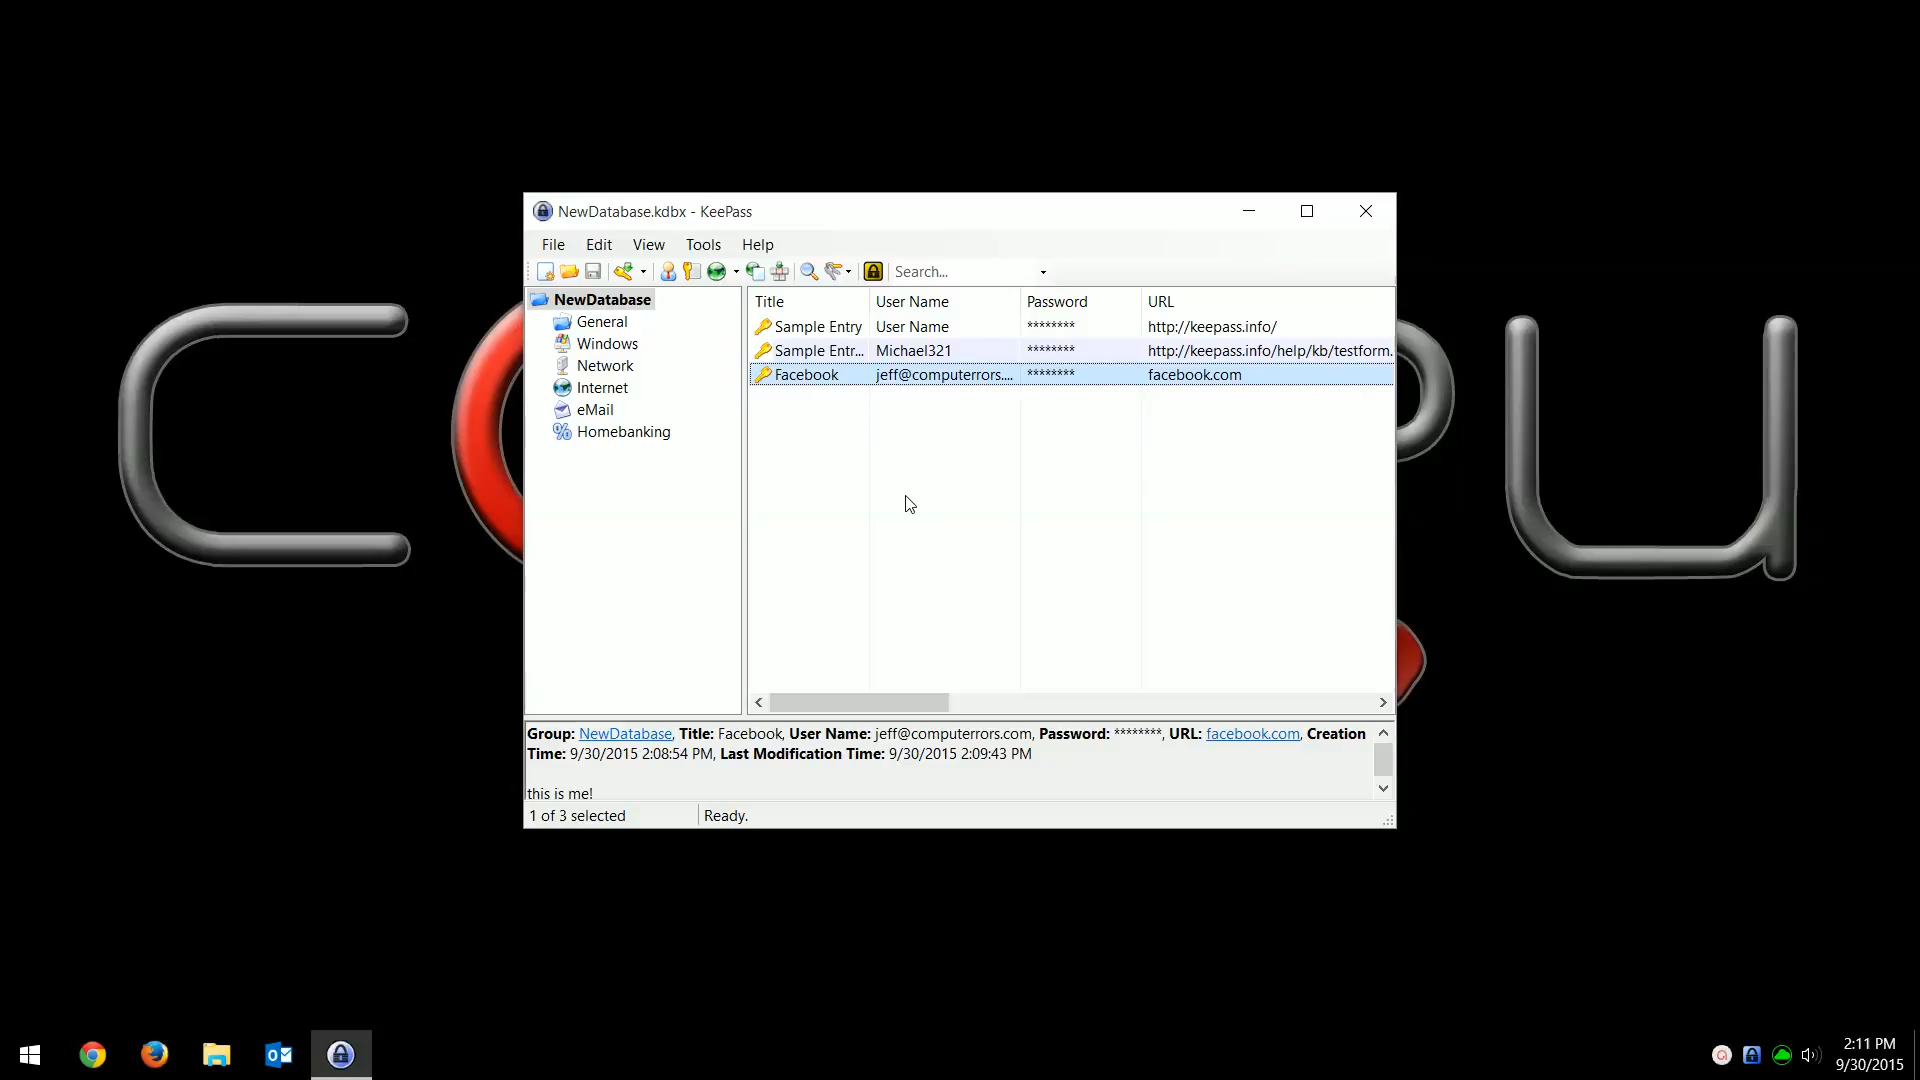 NewDatabase.kdbx - KeePass
File Edit View Tools Help
Search...
NewDatabase
General
Windows
Network
Internet
eMail
Homebanking
Title User Name Password URL
Sample Entry User Name ******** http://keepass.info/
Sample Entr... Michael321 ******** http://keepass.info/help/kb/testform.
Facebook jeff@computerrors.... ******** facebook.com
Group: NewDatabase, Title: Facebook, User Name: jeff@computerrors.com, Password: ********, URL: facebook.com, Creation
Time: 9/30/2015 2:08:54 PM, Last Modification Time: 9/30/2015 2:09:43 PM
this is me!
1 of 3 selected Ready.
2:11 PM
9/30/2015